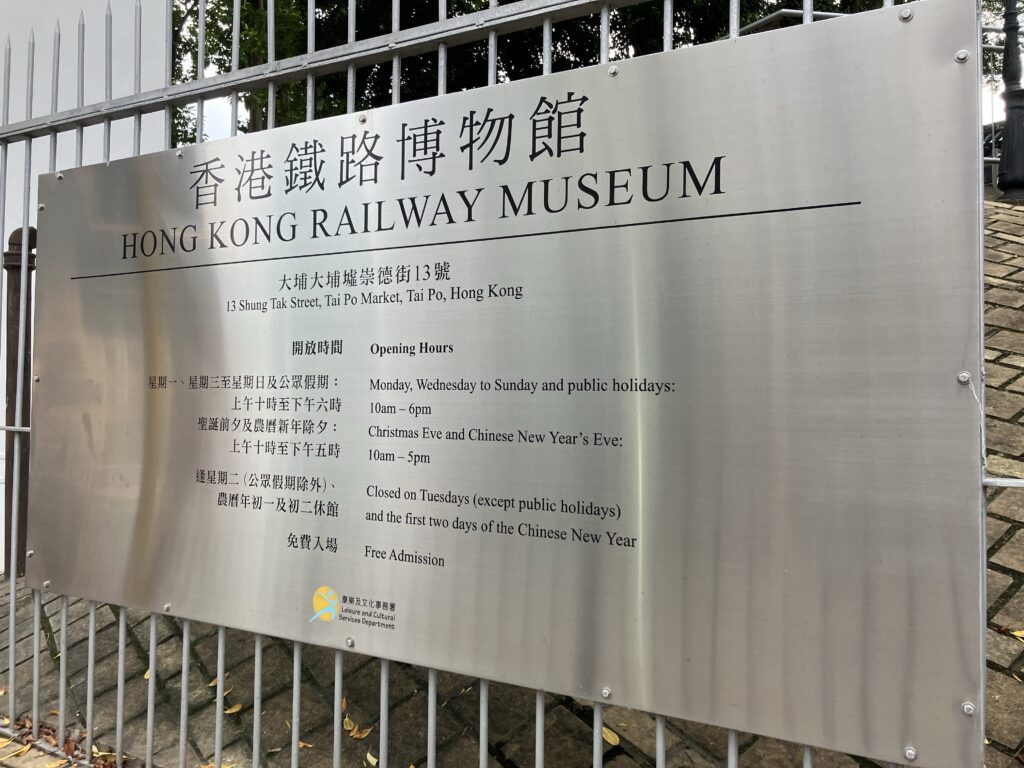 香港鐵路博物館
HONG KONG RAILWAY MUSEUM
大埔大埔墟崇德街13號
13 Shung Tak Street, Tai Po Market, Tai Po, Hong Kong
開放時間 Opening Hours
星期一、星期三至星期日及公眾假期： Monday, Wednesday to Sunday and public holidays:
上午十時至下午六時 10am – 6pm
聖誕前夕及農曆新年除夕： Christmas Eve and Chinese New Year's Eve:
上午十時至下午五時 10am – 5pm
逢星期二（公眾假期除外）、 Closed on Tuesdays (except public holidays)
農曆年初一及初二休館 and the first two days of the Chinese New Year
免費入場 Free Admission
康樂及文化事務署
Leisure and Cultural
Services Department